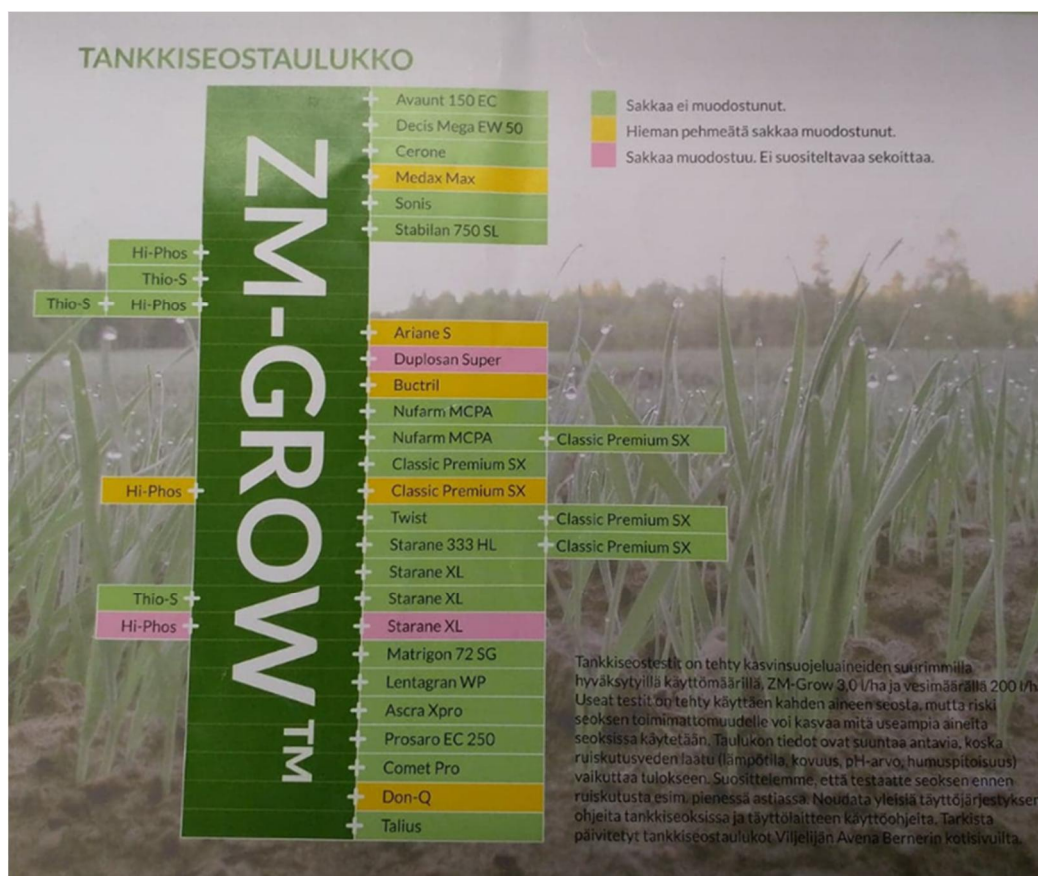 TANKKISEOSTAULUKKO
ZM-GROW™
Avaunt 150 EC
Decis Mega EW 50
Cerone
Medax Max
Sonis
Stabilan 750 SL
Sakkaa ei muodostunut.
Hieman pehmeätä sakkaa muodostunut.
Sakkaa muodostuu. Ei suositeltavaa sekoittaa.
Hi-Phos
Thio-S
Thio-S + Hi-Phos
Ariane S
Duplosan Super
Buctril
Nufarm MCPA
Nufarm MCPA + Classic Premium SX
Classic Premium SX
Hi-Phos + Classic Premium SX
Twist + Classic Premium SX
Starane 333 HL + Classic Premium SX
Starane XL
Thio-S + Starane XL
Hi-Phos + Starane XL
Matrigon 72 SG
Lentagran WP
Ascra Xpro
Prosaro EC 250
Comet Pro
Don-Q
Talius
Tankkiseostestit on tehty kasvinsuojeluaineiden suurimmilla
hyväksytyillä käyttömäärillä, ZM-Grow 3,0 l/ha ja vesimäärällä 200 l/h
Useat testit on tehty käyttäen kahden aineen seosta, mutta riski
seoksen toimimattomuudelle voi kasvaa mitä useampia aineita
seoksissa käytetään. Taulukon tiedot ovat suuntaa antavia, koska
ruiskutusveden laatu (lämpötila, kovuus, pH-arvo, humuspitoisuus)
vaikuttaa tulokseen. Suosittelemme, että testaatte seoksen ennen
ruiskutusta esim. pienessä astiassa. Noudata yleisiä täyttöjärjestyksen
ohjeita tankkiseoksissa ja täyttölaitteen käyttöohjeita. Tarkista
päivitetyt tankkiseostaulukot Viljelijän Avena Bernerin kotisivuilta.